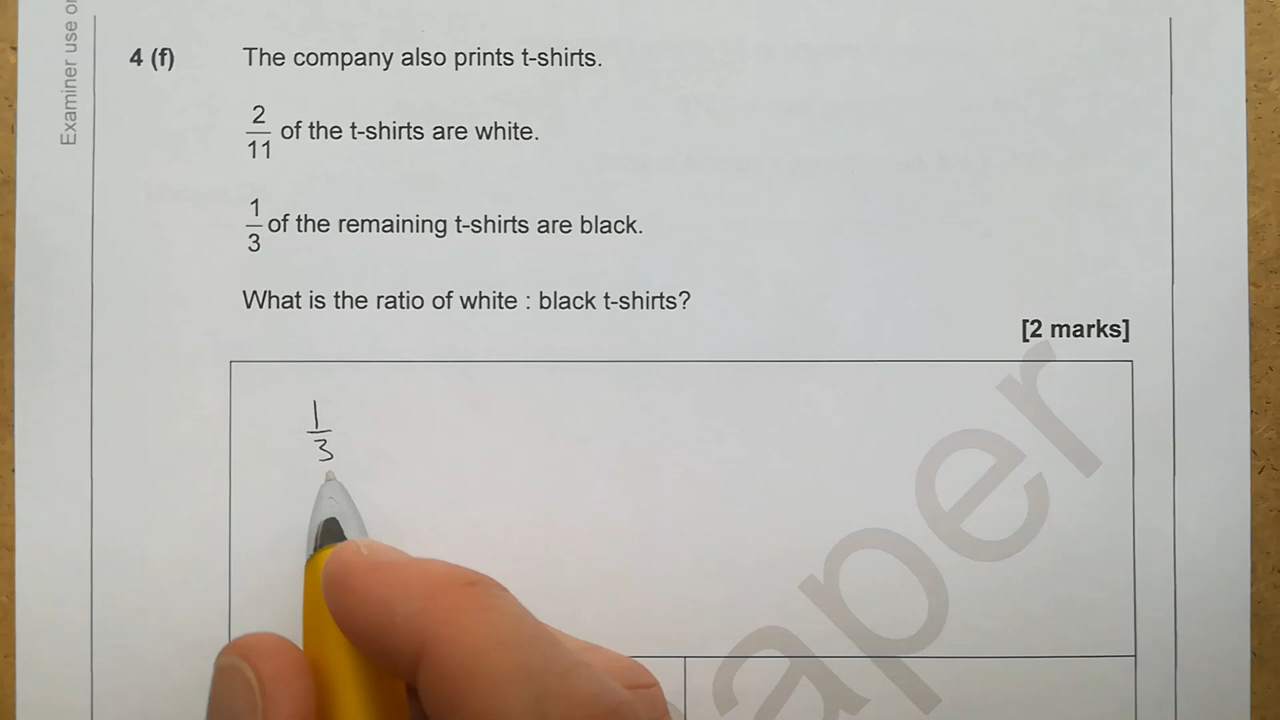 Examiner use or
4 (f) The company also prints t-shirts.
2/11 of the t-shirts are white.
1/3 of the remaining t-shirts are black.
What is the ratio of white : black t-shirts?
[2 marks]
1/3
aper